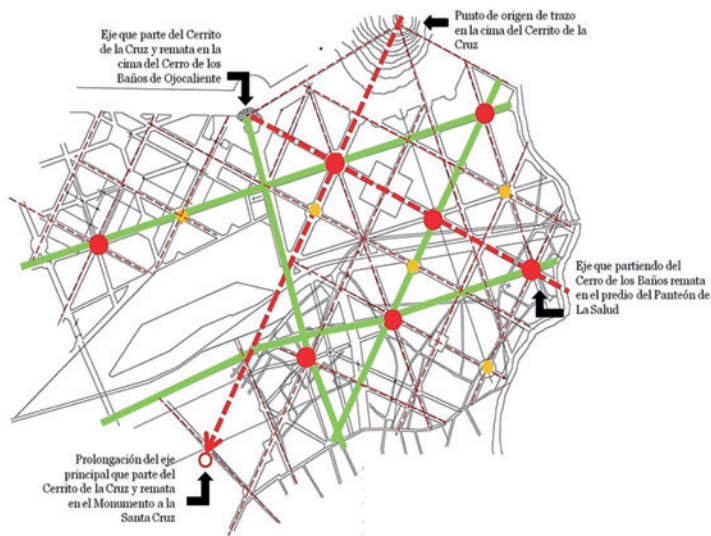 Punto de origen de trazo
en la cima del Cerrito de la
Cruz
Eje que parte del Cerrito
de la Cruz y remata en la
cima del Cerro de los
Baños de Ojocaliente
Eje que partiendo del
Cerro de los Baños remata
en el predio del Panteón de
La Salud
Prolongación del eje
principal que parte del
Cerrito de la Cruz y remata
en el Monumento a la
Santa Cruz